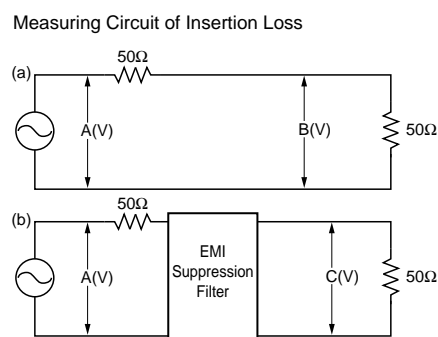 Measuring Circuit of Insertion Loss
(a)
50Ω
A(V)
B(V)
50Ω
(b)
50Ω
A(V)
EMI
Suppression
Filter
C(V)
50Ω